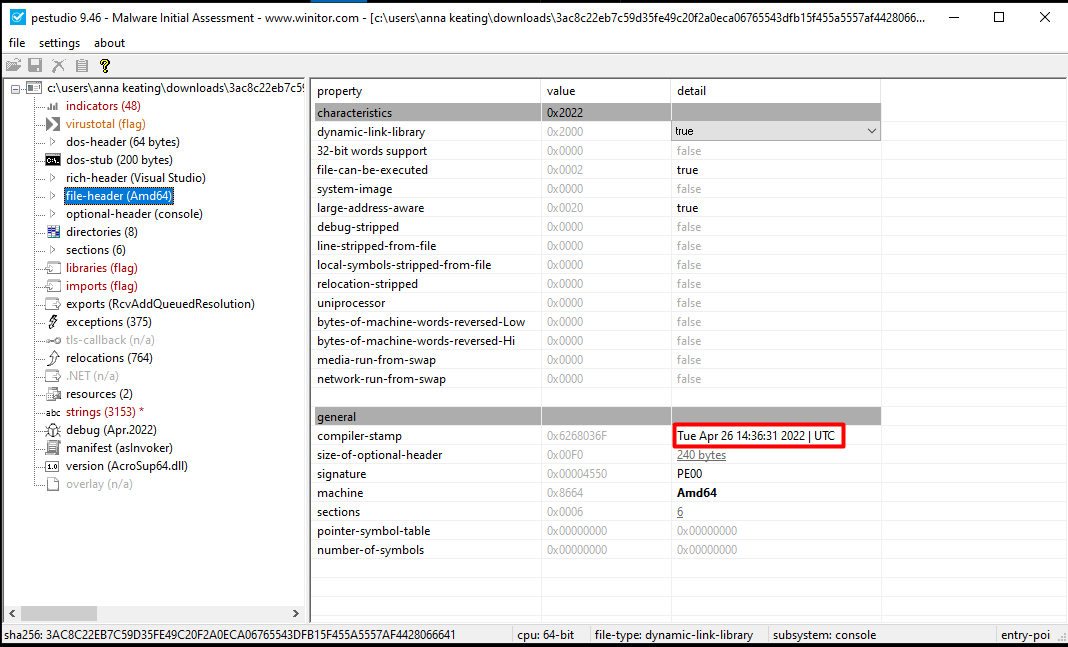 pestudio 9.46 - Malware Initial Assessment - www.winitor.com - [c:\users\anna keating\downloads\3ac8c22eb7c59d35fe49c20f2a0eca06765543dfb15f455a5557af4428066...
file settings about
c:\users\anna keating\downloads\3ac8c22eb7c59
indicators (48)
virustotal (flag)
dos-header (64 bytes)
dos-stub (200 bytes)
rich-header (Visual Studio)
file-header (Amd64)
optional-header (console)
directories (8)
sections (6)
libraries (flag)
imports (flag)
exports (RcvAddQueuedResolution)
exceptions (375)
tls-callback (n/a)
relocations (764)
.NET (n/a)
resources (2)
abc strings (3153) *
debug (Apr.2022)
manifest (asInvoker)
1.0 version (AcroSup64.dll)
overlay (n/a)
property value detail
characteristics 0x2022
dynamic-link-library 0x2000 true
32-bit words support 0x0000 false
file-can-be-executed 0x0002 true
system-image 0x0000 false
large-address-aware 0x0020 true
debug-stripped 0x0000 false
line-stripped-from-file 0x0000 false
local-symbols-stripped-from-file 0x0000 false
relocation-stripped 0x0000 false
uniprocessor 0x0000 false
bytes-of-machine-words-reversed-Low 0x0000 false
bytes-of-machine-words-reversed-Hi 0x0000 false
media-run-from-swap 0x0000 false
network-run-from-swap 0x0000 false
general
compiler-stamp 0x6268036F Tue Apr 26 14:36:31 2022 | UTC
size-of-optional-header 0x00F0 240 bytes
signature 0x00004550 PE00
machine 0x8664 Amd64
sections 0x0006 6
pointer-symbol-table 0x00000000 0x00000000
number-of-symbols 0x00000000 0x00000000
sha256: 3AC8C22EB7C59D35FE49C20F2A0ECA06765543DFB15F455A5557AF4428066641 cpu: 64-bit file-type: dynamic-link-library subsystem: console entry-poi